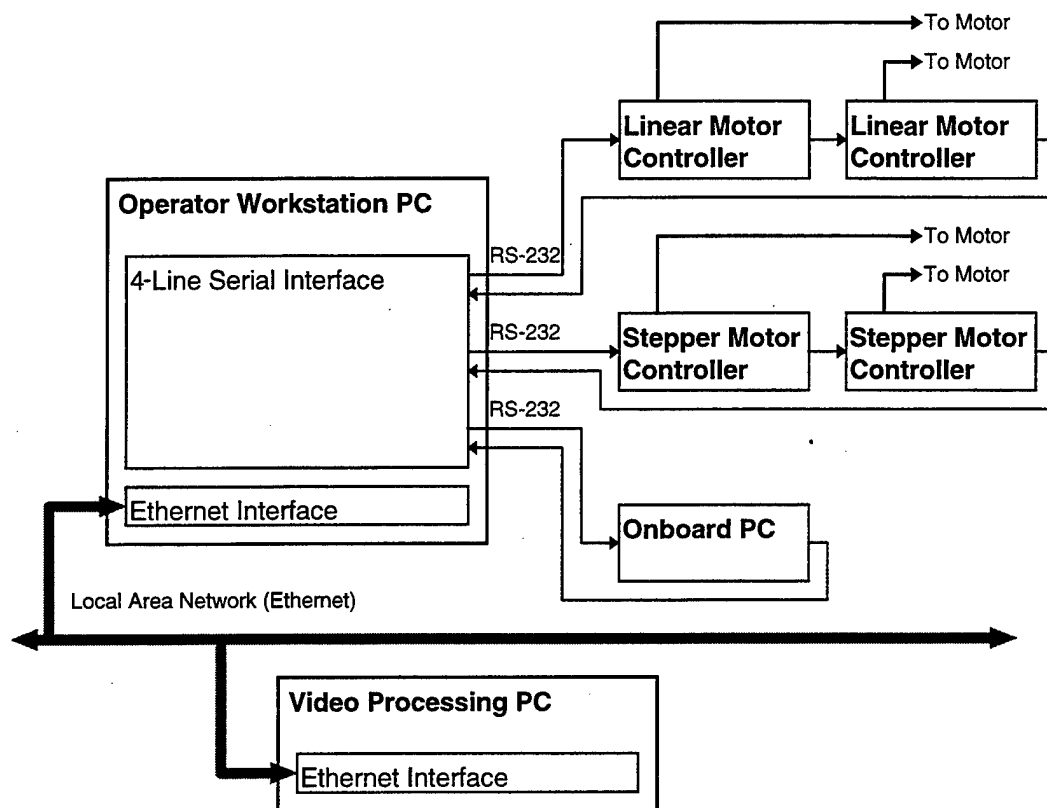 To Motor
To Motor
Linear Motor
Controller
Linear Motor
Controller
Operator Workstation PC
To Motor
RS-232
4-Line Serial Interface
To Motor
RS-232
Stepper Motor
Controller
Stepper Motor
Controller
RS-232
Ethernet Interface
Onboard PC
Local Area Network (Ethernet)
Video Processing PC
Ethernet Interface